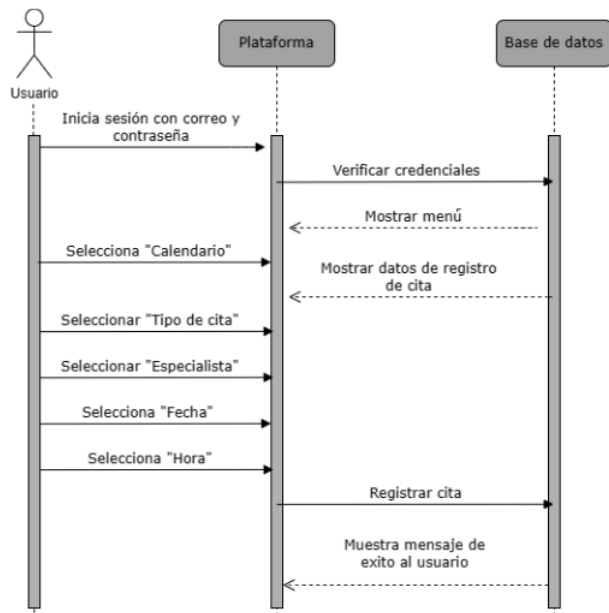 Plataforma
Base de datos
Usuario
Inicia sesión con correo y
contraseña
Verificar credenciales
Mostrar menú
Selecciona "Calendario"
Mostrar datos de registro
de cita
Seleccionar "Tipo de cita"
Seleccionar "Especialista"
Selecciona "Fecha"
Selecciona "Hora"
Registrar cita
Muestra mensaje de
exito al usuario